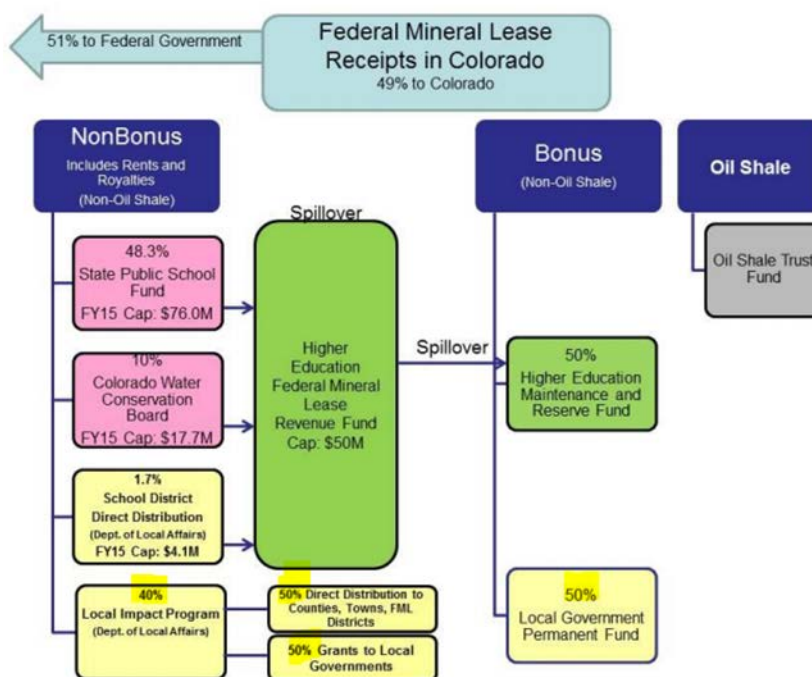 51% to Federal Government
Federal Mineral Lease
Receipts in Colorado
49% to Colorado
NonBonus
Includes Rents and
Royalties
(Non-Oil Shale)
Bonus
(Non-Oil Shale)
Oil Shale
Spillover
48.3%
State Public School
Fund
FY15 Cap: $76.0M
Oil Shale Trust
Fund
Higher
Education
Federal Mineral
Lease
Revenue Fund
Cap: $50M
Spillover
50%
Higher Education
Maintenance and
Reserve Fund
10%
Colorado Water
Conservation
Board
FY15 Cap: $17.7M
1.7%
School District
Direct Distribution
(Dept. of Local Affairs)
FY15 Cap: $4.1M
40%
Local Impact Program
(Dept. of Local Affairs)
50% Direct Distribution to
Counties, Towns, FML
Districts
50% Grants to Local
Governments
50%
Local Government
Permanent Fund